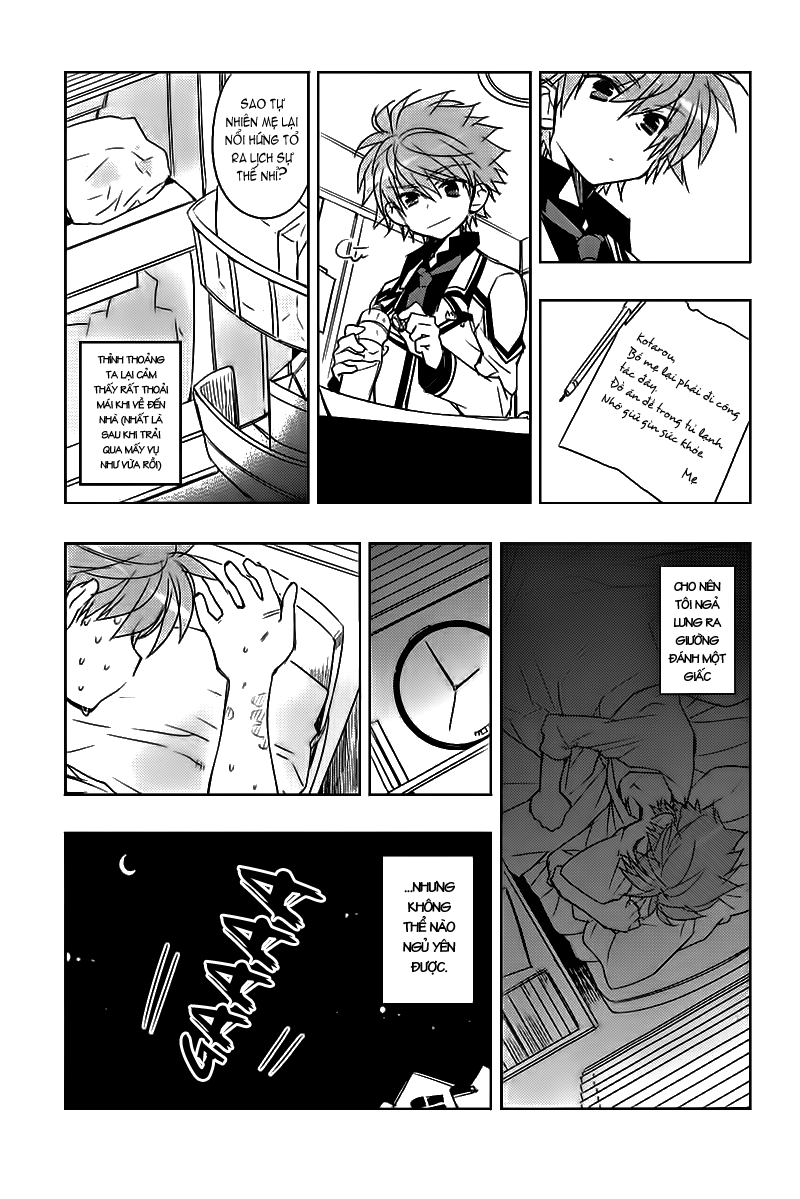 Kotarou,
Bố mẹ lại phải đi công
tác đây.
Đồ ăn để trong tủ lạnh
Nhớ giữ gìn sức khỏe
Mẹ
SAO TỰ
NHIÊN MẸ LẠI
NỔI HỨNG TỎ
RA LỊCH SỰ
THẾ NHỈ?
THỈNH THOẢNG
TA LẠI CẢM
THẤY RẤT THOẢI
MÁI KHI VỀ ĐẾN
NHÀ (NHẤT LÀ
SAU KHI TRẢI
QUA MẤY VỤ
NHƯ VỪA RỒI)
CHO NÊN
TÔI NGẢ
LƯNG RA
GIƯỜNG
ĐÁNH MỘT
GIẤC
...NHƯNG
KHÔNG
THỂ NÀO
NGỦ YÊN
ĐƯỢC.
GAAAAA